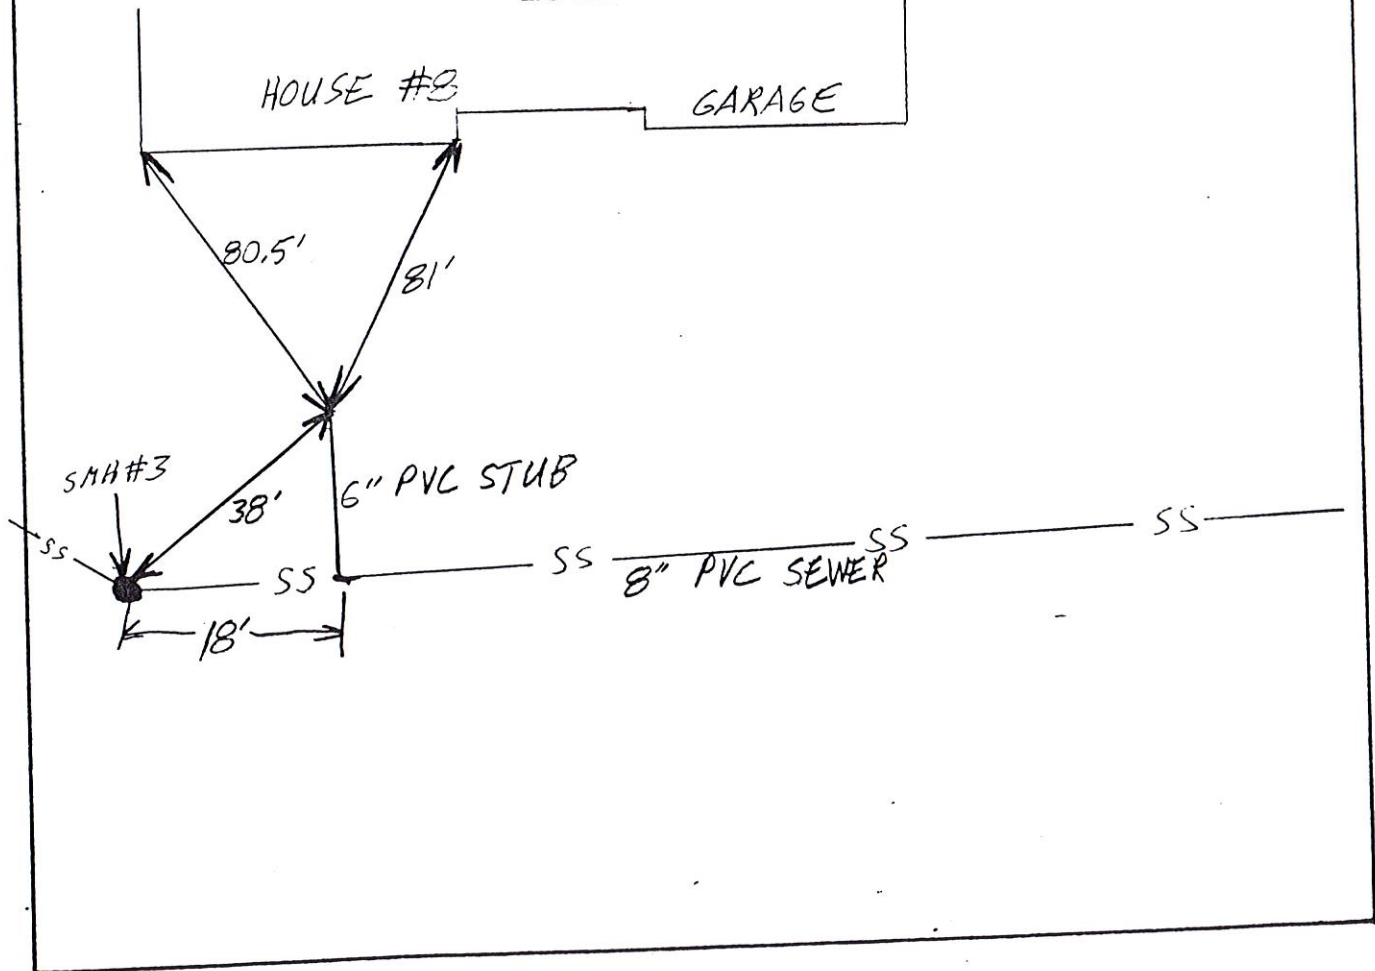 HOUSE #8
GARAGE
80.5'
81'
SMH#3
38'
6" PVC STUB
SS
SS
SS
SS
SS
8" PVC SEWER
18'